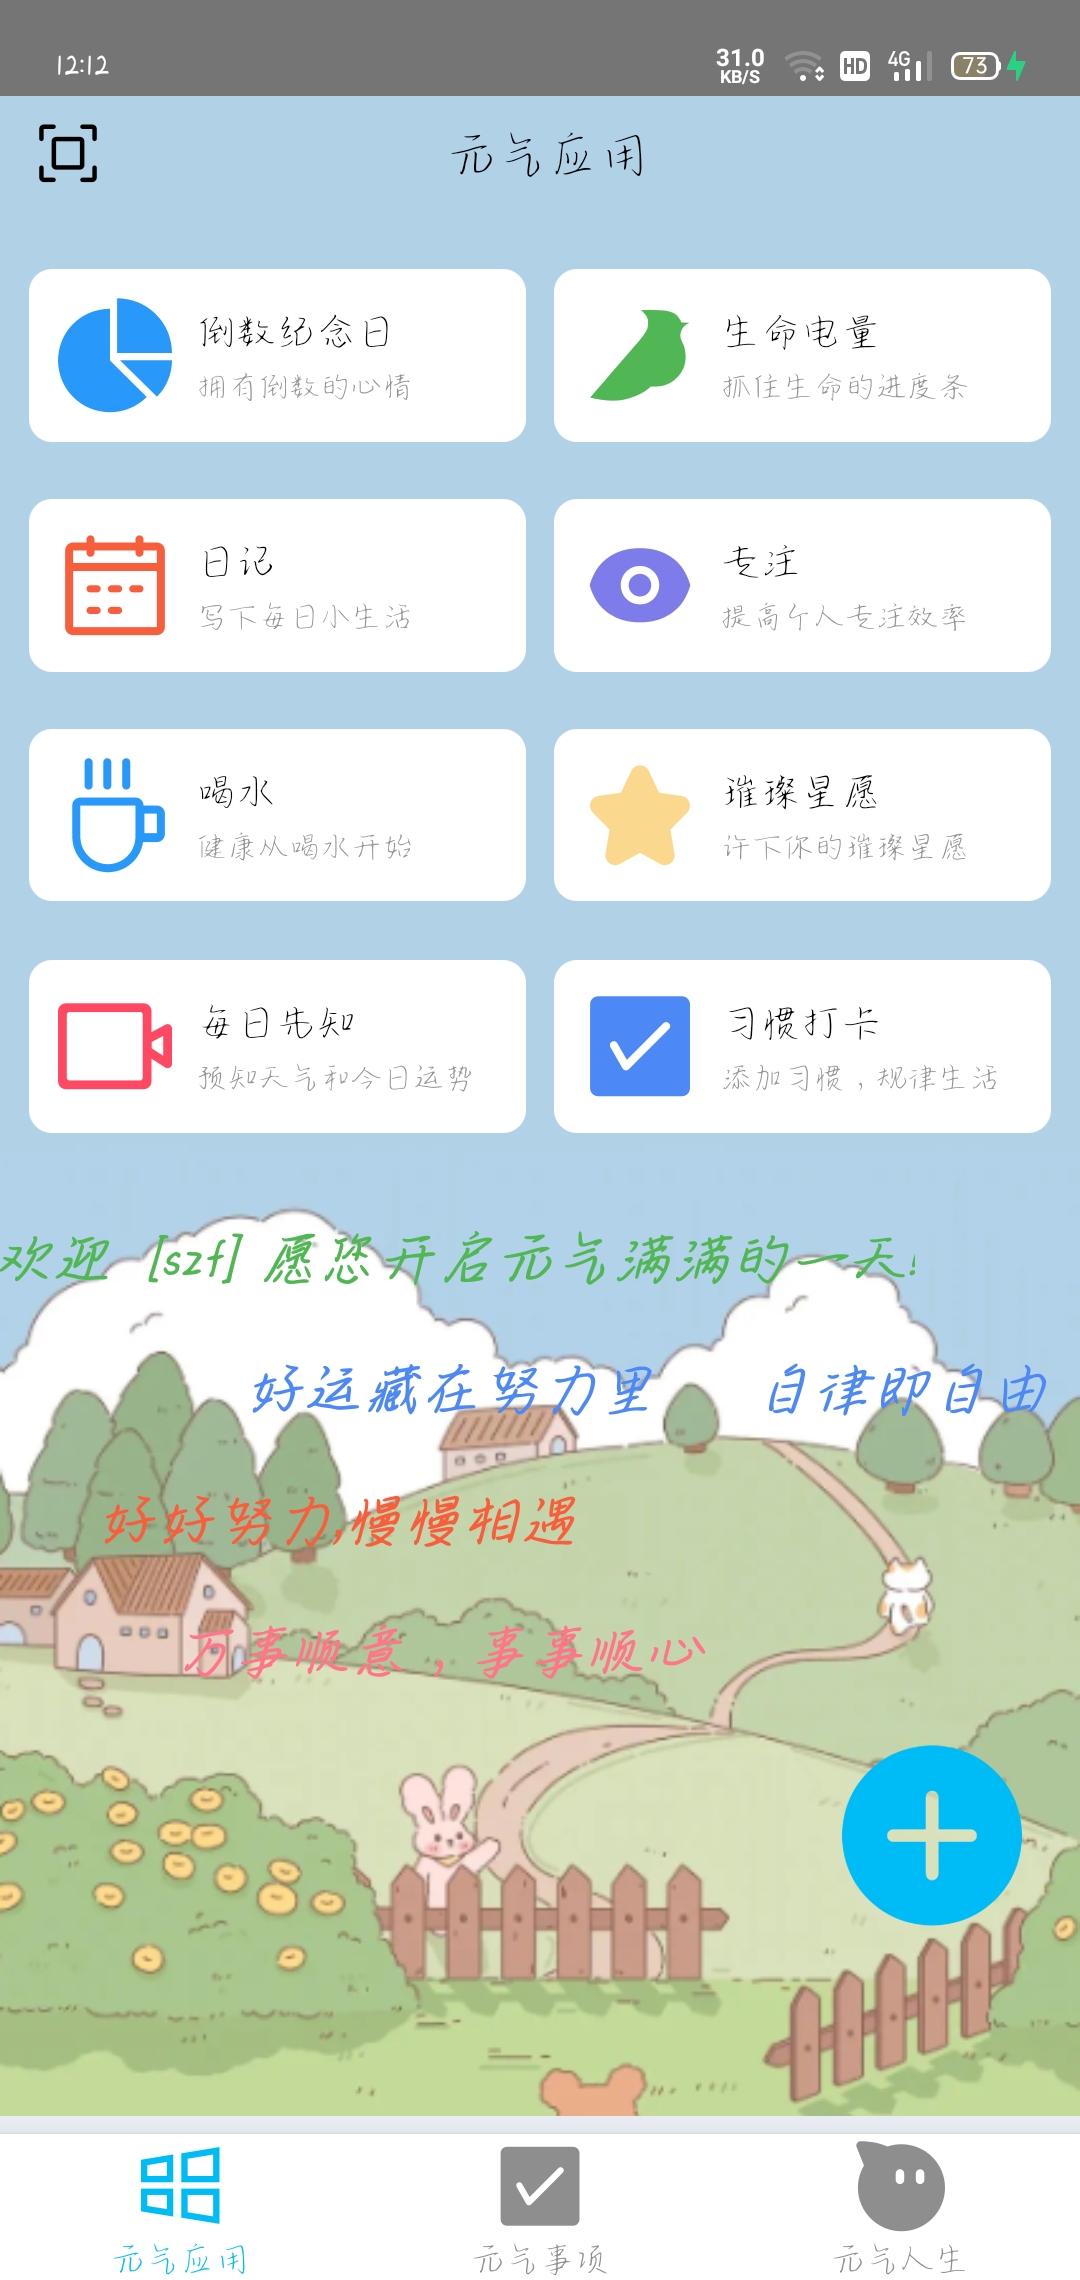 12:12
31.0 KB/S HD 4G 73
元气应用
倒数纪念日
拥有倒数的心情
生命电量
抓住生命的进度条
日记
写下每日小生活
专注
提高个人专注效率
喝水
健康从喝水开始
璀璨星愿
许下你的璀璨星愿
每日先知
预知天气和今日运势
习惯打卡
添加习惯，规律生活
欢迎 [szf] 愿您开启元气满满的一天!
好运藏在努力里 自律即自由
好好努力,慢慢相遇
万事顺意，事事顺心
元气应用
元气事项
元气人生